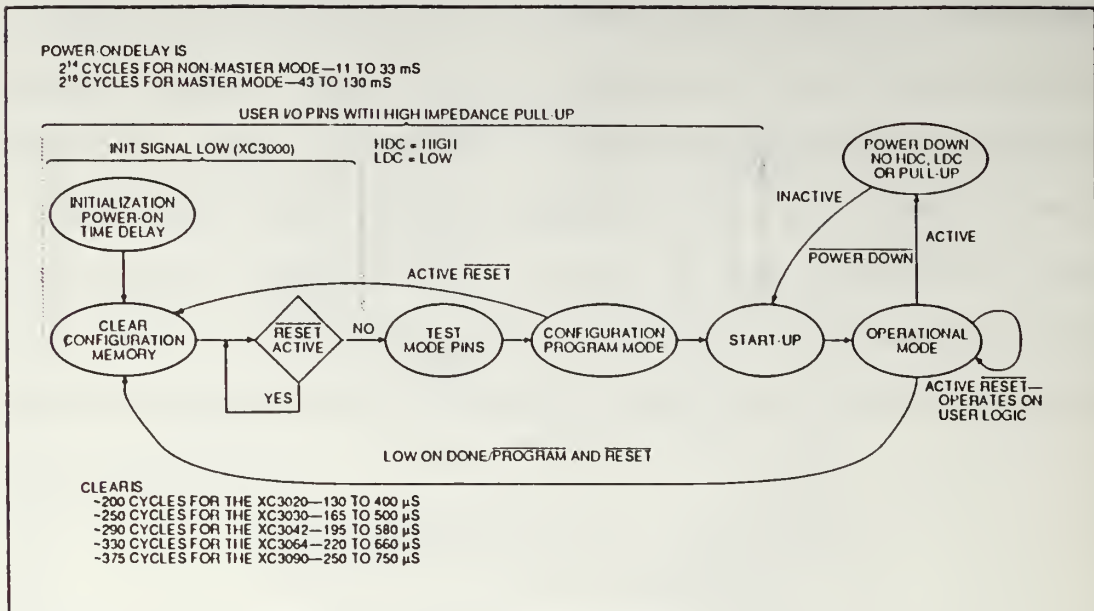 POWER-ON DELAY IS
2¹⁴ CYCLES FOR NON-MASTER MODE—11 TO 33 mS
2¹⁶ CYCLES FOR MASTER MODE—43 TO 130 mS
USER I/O PINS WITH HIGH IMPEDANCE PULL-UP
INIT SIGNAL LOW (XC3000)
HDC = HIGH
LDC = LOW
POWER DOWN
NO HDC, LDC
OR PULL-UP
INITIALIZATION
POWER-ON
TIME DELAY
INACTIVE
ACTIVE
POWER DOWN
ACTIVE RESET
CLEAR
CONFIGURATION
MEMORY
RESET
ACTIVE
NO
YES
TEST
MODE PINS
CONFIGURATION
PROGRAM MODE
START-UP
OPERATIONAL
MODE
ACTIVE RESET—
OPERATES ON
USER LOGIC
LOW ON DONE/PROGRAM AND RESET
CLEAR IS
~200 CYCLES FOR THE XC3020—130 TO 400 µS
~250 CYCLES FOR THE XC3030—165 TO 500 µS
~290 CYCLES FOR THE XC3042—195 TO 580 µS
~330 CYCLES FOR THE XC3064—220 TO 660 µS
~375 CYCLES FOR THE XC3090—250 TO 750 µS